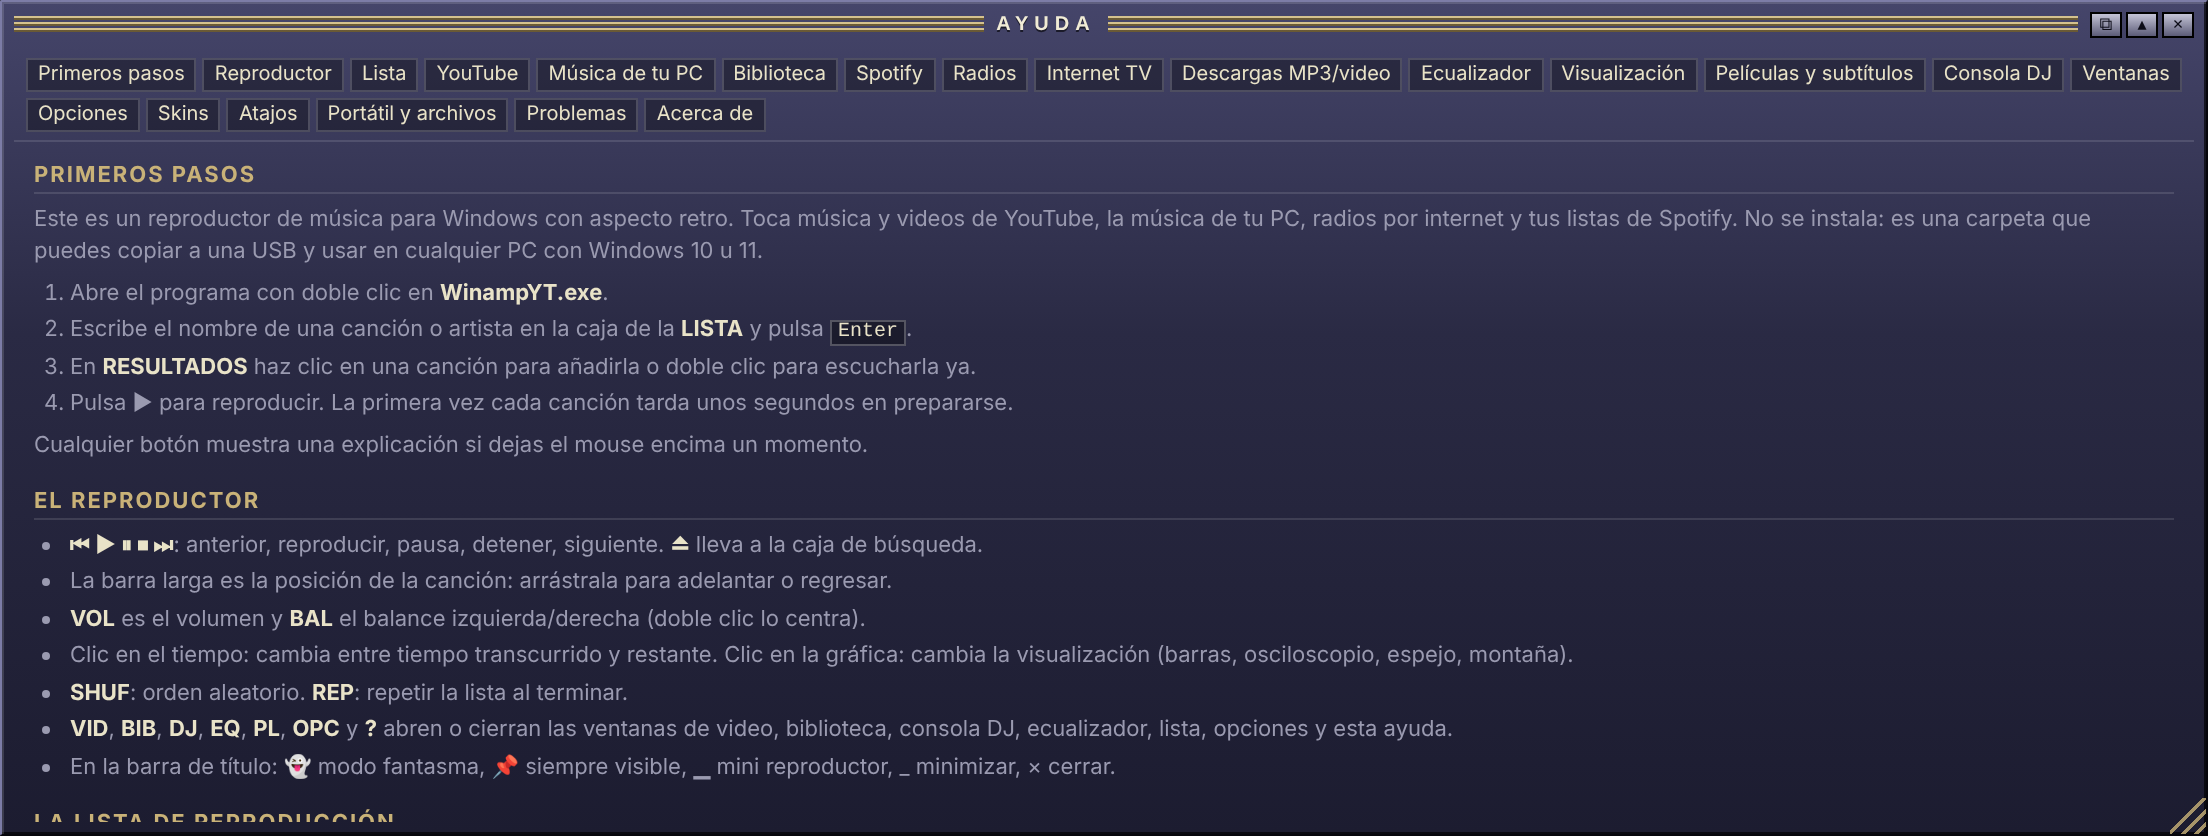 AYUDA
Primeros pasos Reproductor Lista YouTube Música de tu PC Biblioteca Spotify Radios Internet TV Descargas MP3/video Ecualizador Visualización Películas y subtítulos Consola DJ Ventanas
Opciones Skins Atajos Portátil y archivos Problemas Acerca de
PRIMEROS PASOS
Este es un reproductor de música para Windows con aspecto retro. Toca música y videos de YouTube, la música de tu PC, radios por internet y tus listas de Spotify. No se instala: es una carpeta que
puedes copiar a una USB y usar en cualquier PC con Windows 10 u 11.
1. Abre el programa con doble clic en WinampYT.exe.
2. Escribe el nombre de una canción o artista en la caja de la LISTA y pulsa Enter.
3. En RESULTADOS haz clic en una canción para añadirla o doble clic para escucharla ya.
4. Pulsa ▶ para reproducir. La primera vez cada canción tarda unos segundos en prepararse.
Cualquier botón muestra una explicación si dejas el mouse encima un momento.
EL REPRODUCTOR
• ⏮ ▶ ⏸ ⏹ ⏭: anterior, reproducir, pausa, detener, siguiente. ⏏ lleva a la caja de búsqueda.
• La barra larga es la posición de la canción: arrástrala para adelantar o regresar.
• VOL es el volumen y BAL el balance izquierda/derecha (doble clic lo centra).
• Clic en el tiempo: cambia entre tiempo transcurrido y restante. Clic en la gráfica: cambia la visualización (barras, osciloscopio, espejo, montaña).
• SHUF: orden aleatorio. REP: repetir la lista al terminar.
• VID, BIB, DJ, EQ, PL, OPC y ? abren o cierran las ventanas de video, biblioteca, consola DJ, ecualizador, lista, opciones y esta ayuda.
• En la barra de título: 👻 modo fantasma, 📌 siempre visible, ▁ mini reproductor, _ minimizar, × cerrar.
LA LISTA DE REPRODUCCIÓN